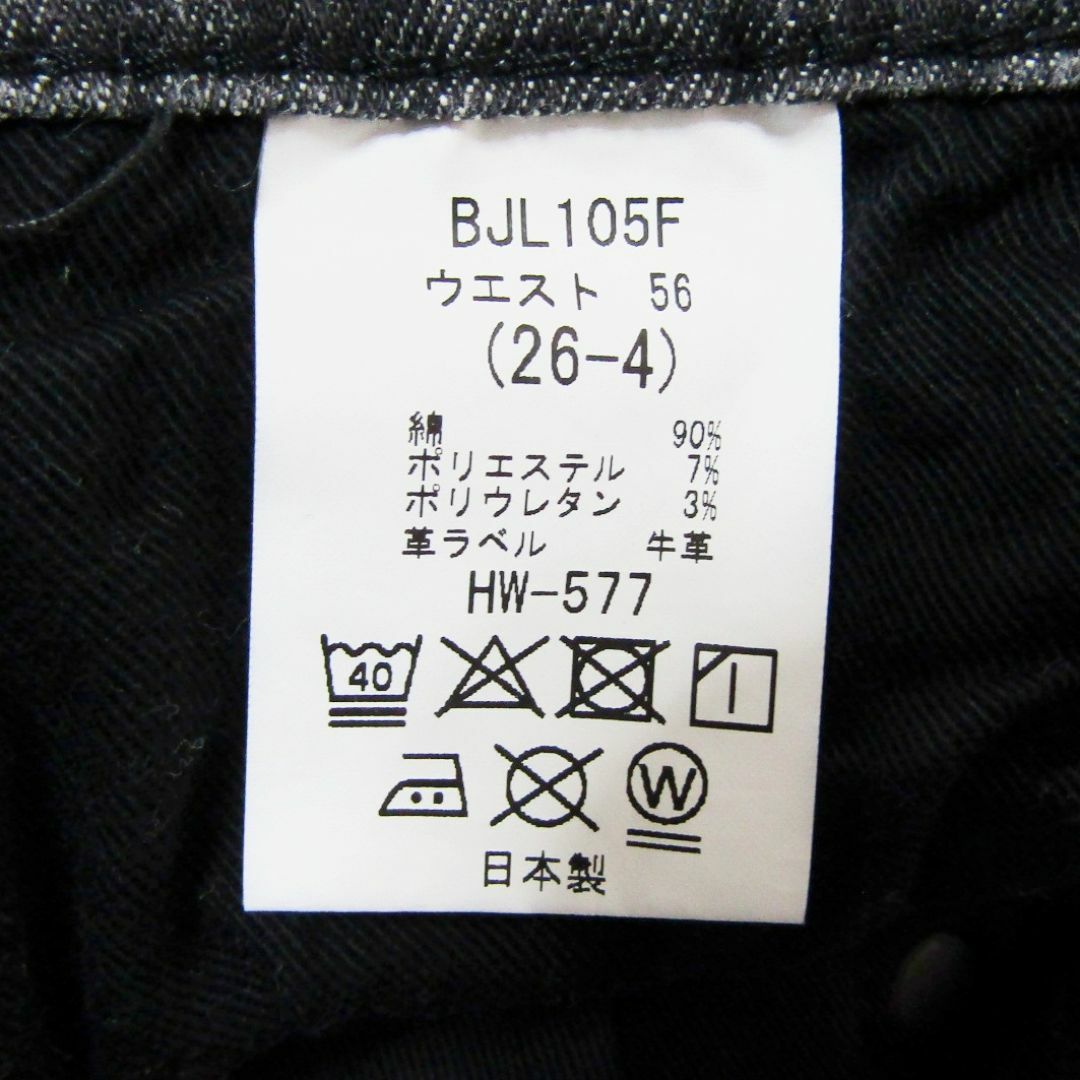 BJL105F
ウエスト 56
(26-4)
綿 90%
ポリエステル 7%
ポリウレタン 3%
革ラベル 牛革
HW-577
40
W
日本製